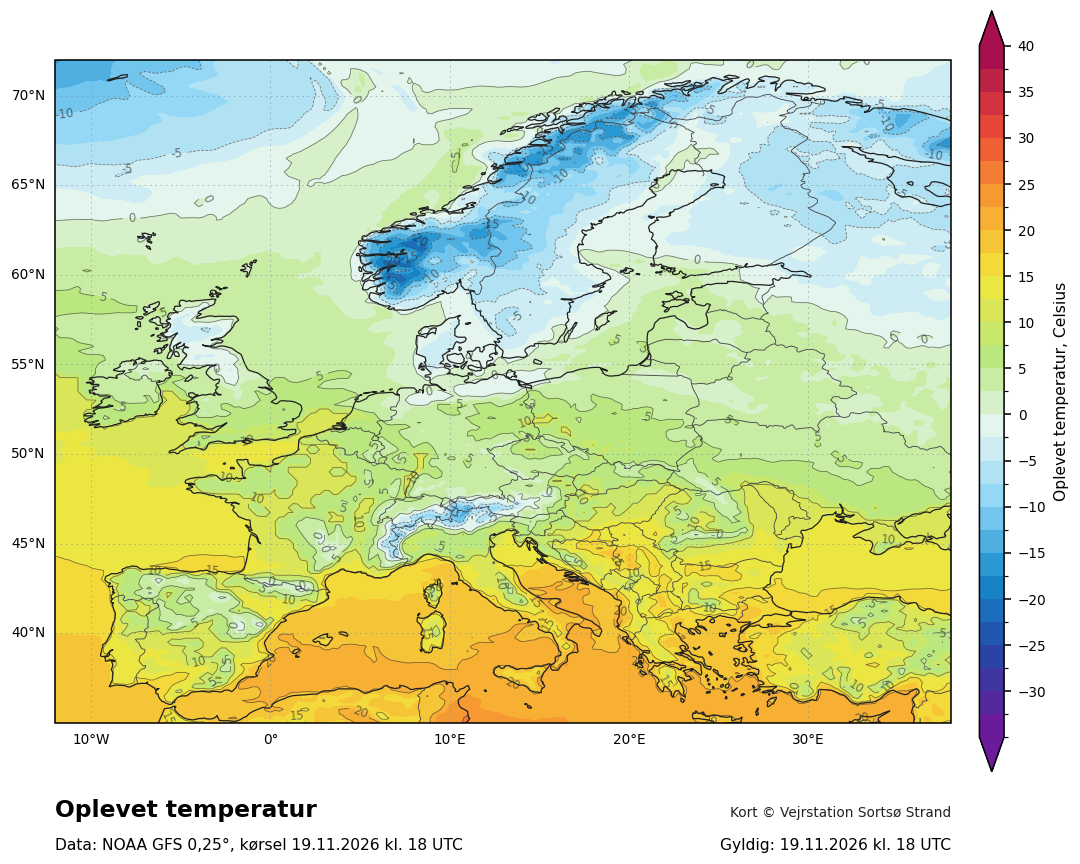 70°N
65°N
60°N
55°N
50°N
45°N
40°N
10°W
0°
10°E
20°E
30°E
40
35
30
25
20
15
10
5
0
−5
−10
−15
−20
−25
−30
Oplevet temperatur, Celsius
Oplevet temperatur
Kort © Vejrstation Sortsø Strand
Data: NOAA GFS 0,25°, kørsel 19.11.2026 kl. 18 UTC
Gyldig: 19.11.2026 kl. 18 UTC